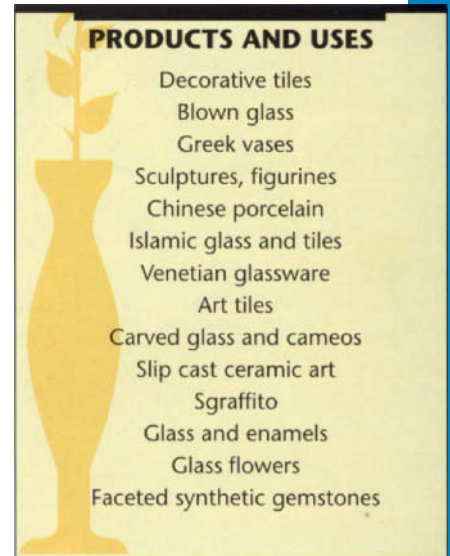 PRODUCTS AND USES
Decorative tiles
Blown glass
Greek vases
Sculptures, figurines
Chinese porcelain
Islamic glass and tiles
Venetian glassware
Art tiles
Carved glass and cameos
Slip cast ceramic art
Sgraffito
Glass and enamels
Glass flowers
Faceted synthetic gemstones